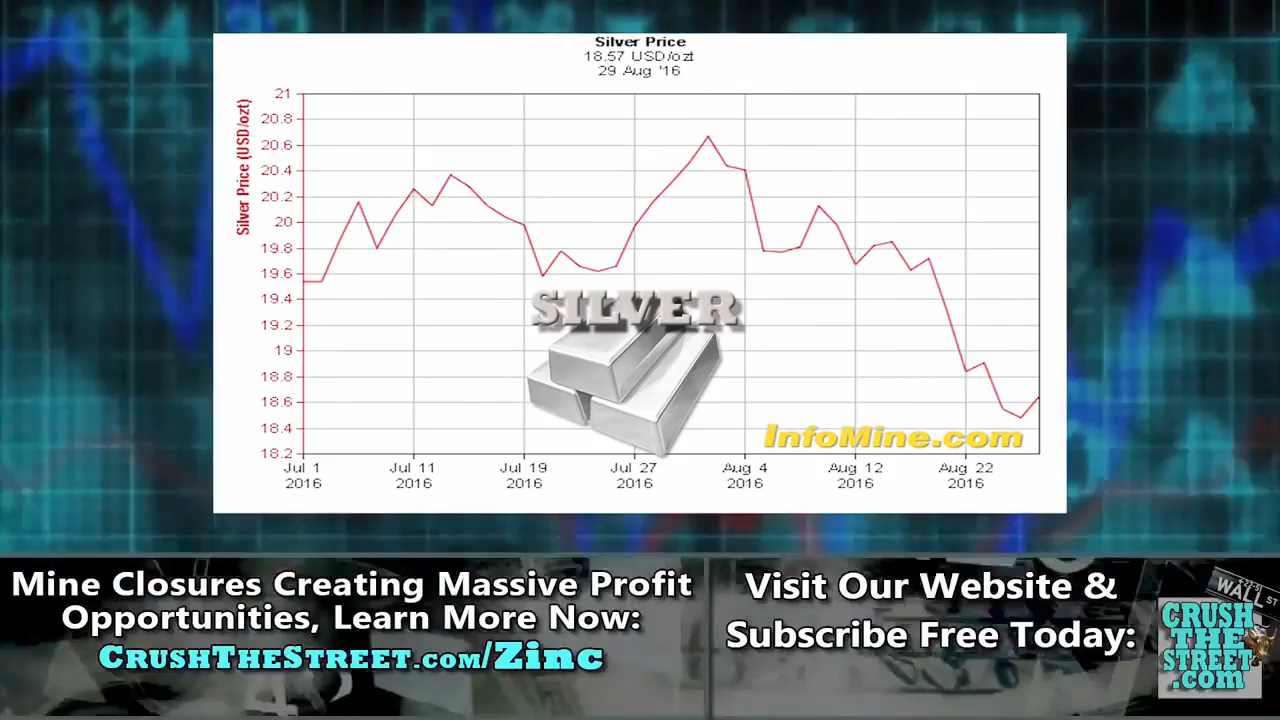 Silver Price
18.57 USD/ozt
29 Aug '16
Silver Price (USD/ozt)
21
20.8
20.6
20.4
20.2
20
19.8
19.6
19.4
19.2
19
18.8
18.6
18.4
18.2
SILVER
InfoMine.com
Jul 1 Jul 11 Jul 19 Jul 27 Aug 4 Aug 12 Aug 22
2016 2016 2016 2016 2016 2016 2016
Mine Closures Creating Massive Profit
Opportunities, Learn More Now:
CRUSHTHESTREET.COM/ZINC
Visit Our Website &
Subscribe Free Today:
WALL ST
CRUSH
THE
STREET
.com